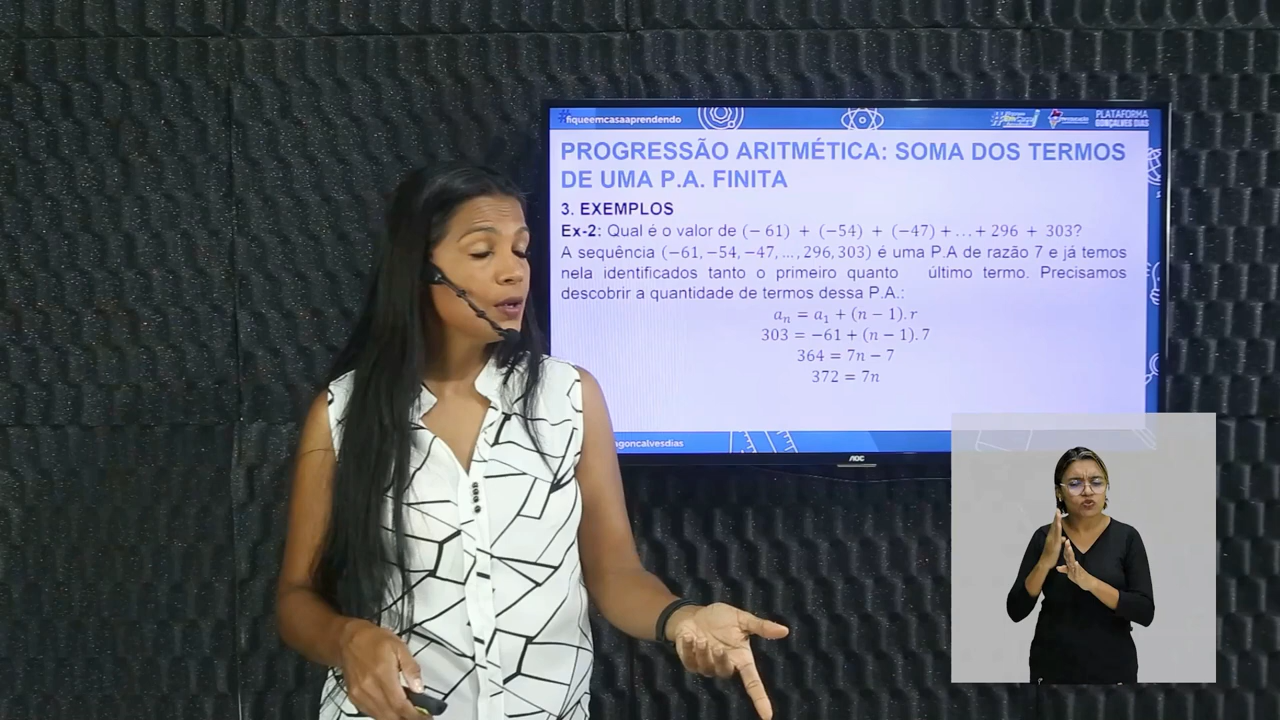 #fiqueemcasaaprendendo
PLATAFORMA
GONÇALVES DIAS
PROGRESSÃO ARITMÉTICA: SOMA DOS TERMOS
DE UMA P.A. FINITA
3. EXEMPLOS
Ex-2: Qual é o valor de (− 61) + (−54) + (−47) + ... + 296 + 303?
A sequência (−61, −54, −47, ..., 296, 303) é uma P.A de razão 7 e já temos
nela identificados tanto o primeiro quanto último termo. Precisamos
descobrir a quantidade de termos dessa P.A.:
aₙ = a₁ + (n − 1). r
303 = −61 + (n − 1). 7
364 = 7n − 7
372 = 7n
agoncalvesdias
AOC